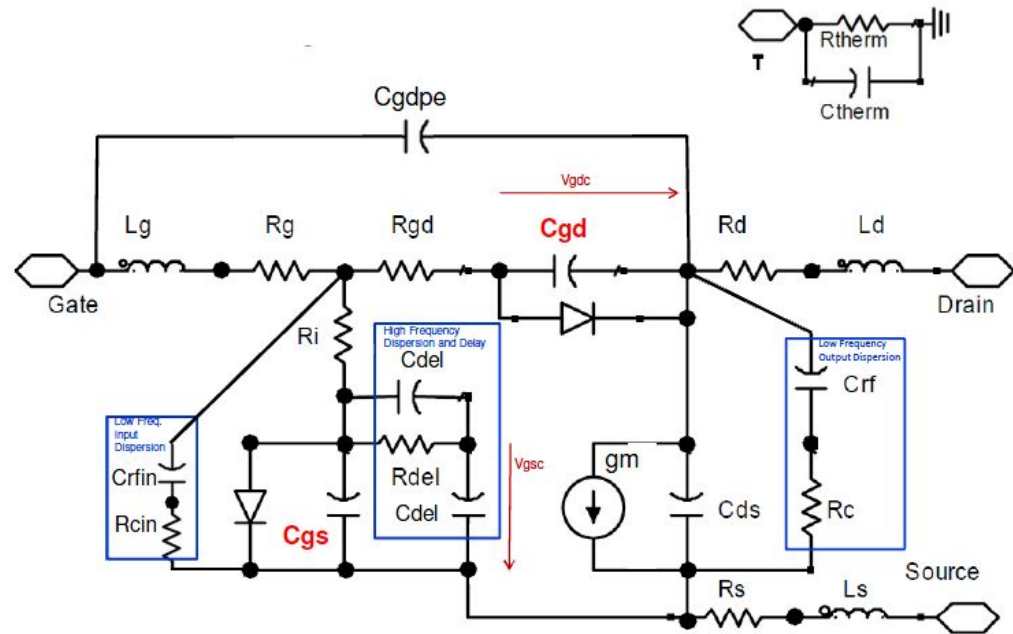 Rtherm
T
Ctherm
Cgdpe
Vgdc
Lg
Rg
Rgd
Cgd
Rd
Ld
Gate
Drain
Ri
High Frequency
Dispersion and Delay
Cdel
Low Frequency
Output Dispersion
Crf
Low Freq.
Input
Dispersion
Crfin
Rcin
Rdel
Cdel
Vgsc
Cgs
gm
Cds
Rc
Source
Rs
Ls